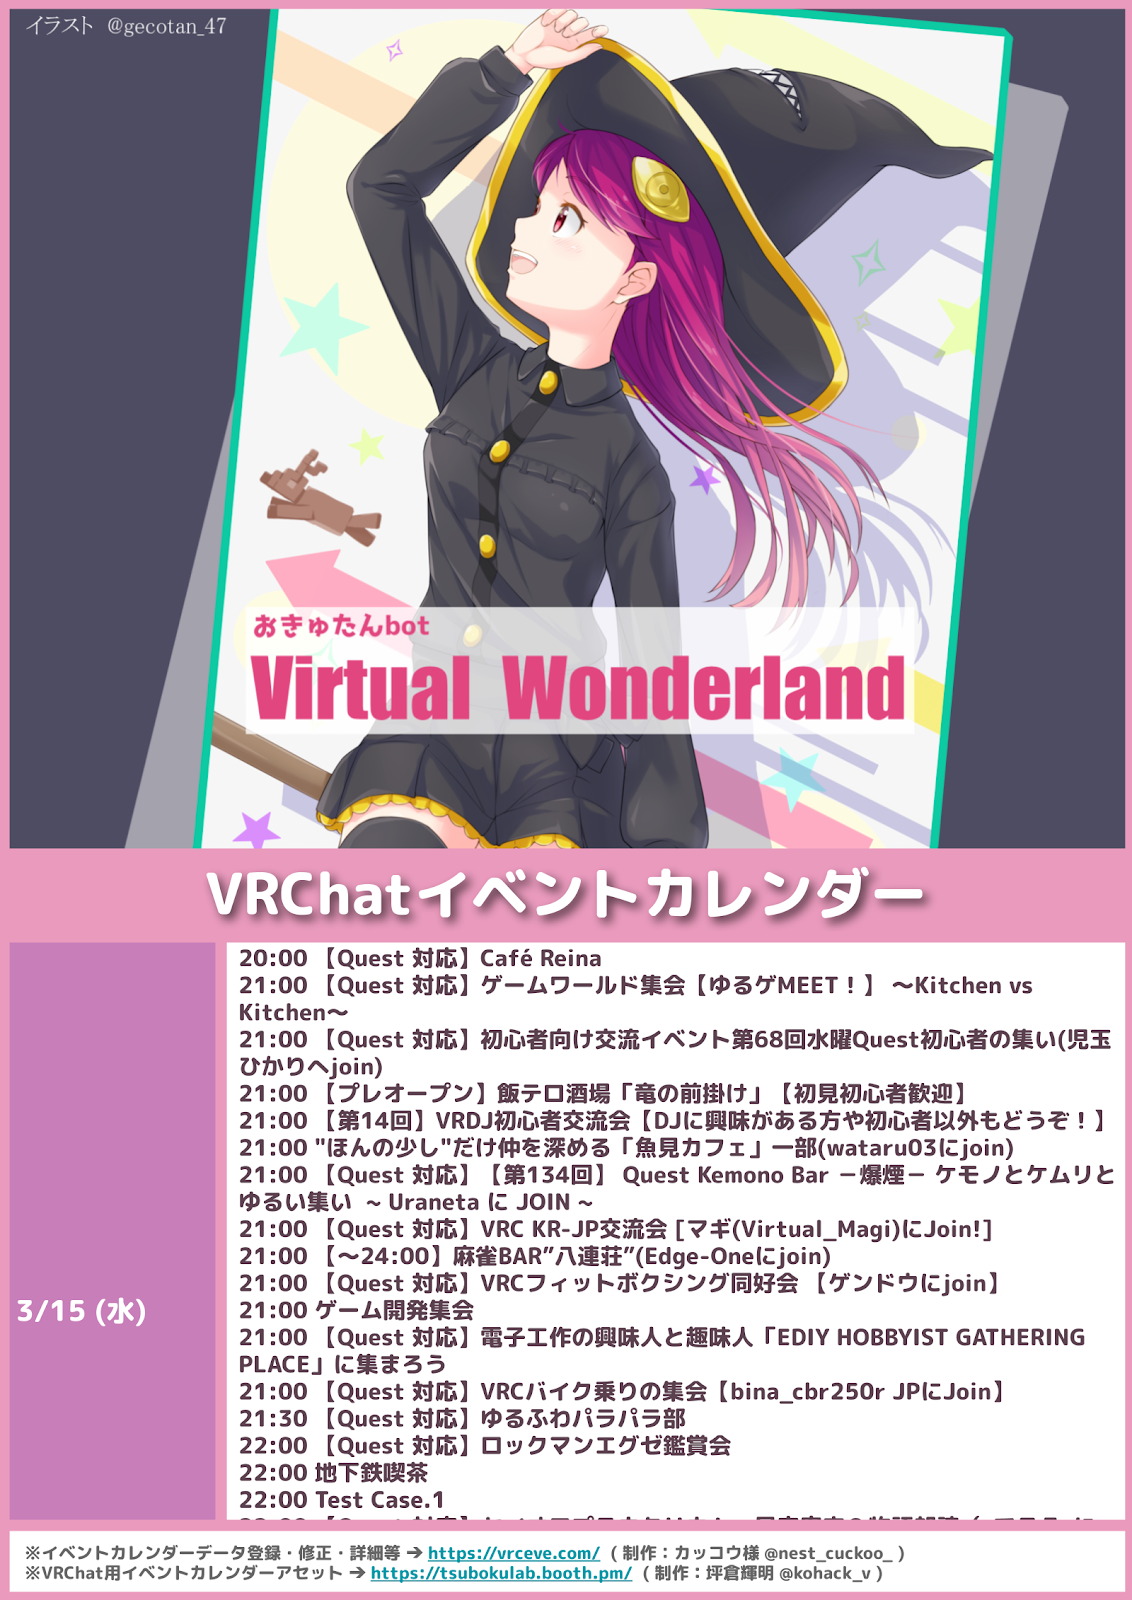 イラスト @gecotan_47
おきゅたんbot
Virtual Wonderland
VRChatイベントカレンダー
3/15 (水)
20:00 【Quest 対応】Café Reina
21:00 【Quest 対応】ゲームワールド集会【ゆるゲMEET！】 〜Kitchen vs
Kitchen〜
21:00 【Quest 対応】初心者向け交流イベント第68回水曜Quest初心者の集い(児玉
ひかりへjoin)
21:00 【プレオープン】飯テロ酒場「竜の前掛け」【初見初心者歓迎】
21:00 【第14回】VRDJ初心者交流会【DJに興味がある方や初心者以外もどうぞ！】
21:00 "ほんの少し"だけ仲を深める「魚見カフェ」一部(wataru03にjoin)
21:00 【Quest 対応】【第134回】 Quest Kemono Bar －爆煙－ ケモノとケムリと
ゆるい集い ~ Uraneta に JOIN ~
21:00 【Quest 対応】VRC KR-JP交流会 [マギ(Virtual_Magi)にJoin!]
21:00 【〜24:00】麻雀BAR”八連荘”(Edge-Oneにjoin)
21:00 【Quest 対応】VRCフィットボクシング同好会 【ゲンドウにjoin】
21:00 ゲーム開発集会
21:00 【Quest 対応】電子工作の興味人と趣味人「EDIY HOBBYIST GATHERING
PLACE」に集まろう
21:00 【Quest 対応】VRCバイク乗りの集会【bina_cbr250r JPにJoin】
21:30 【Quest 対応】ゆるふわパラパラ部
22:00 【Quest 対応】ロックマンエグゼ鑑賞会
22:00 地下鉄喫茶
22:00 Test Case.1
※イベントカレンダーデータ登録・修正・詳細等 ➔ https://vrceve.com/ ( 制作：カッコウ様 @nest_cuckoo_ )
※VRChat用イベントカレンダーアセット ➔ https://tsubokulab.booth.pm/ ( 制作：坪倉輝明 @kohack_v )